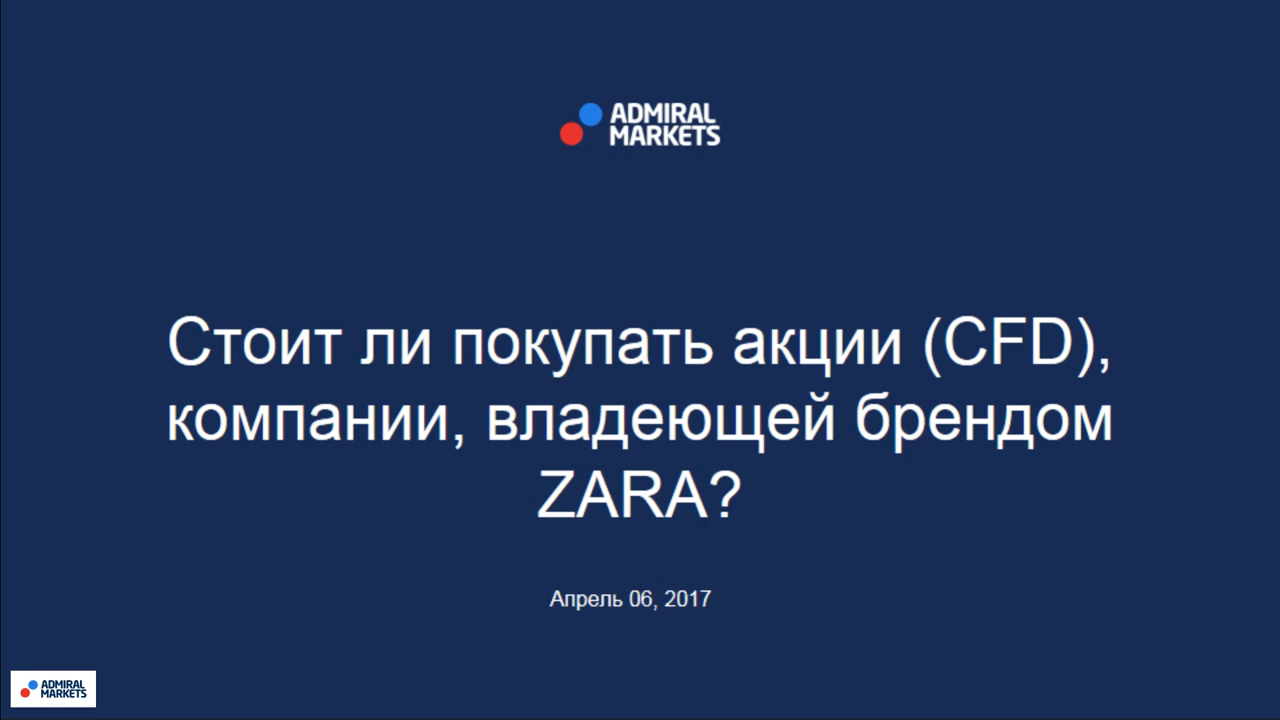 ADMIRAL
MARKETS
Стоит ли покупать акции (CFD),
компании, владеющей брендом
ZARA?
Апрель 06, 2017
ADMIRAL
MARKETS